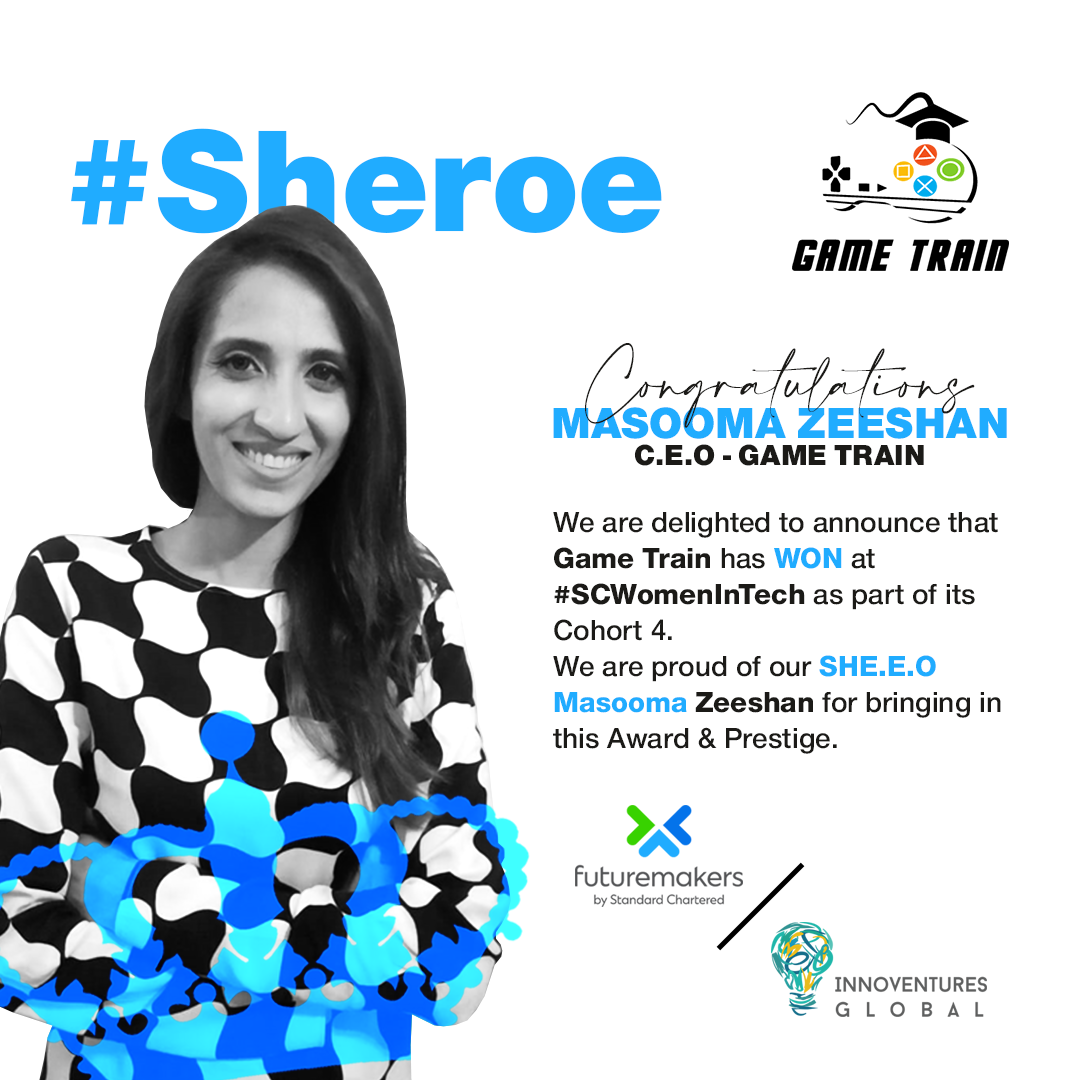 #Sheroe
GAME TRAIN
Congratulations
MASOOMA ZEESHAN
C.E.O - GAME TRAIN
We are delighted to announce that
Game Train has WON at
#SCWomenInTech as part of its
Cohort 4.
We are proud of our SHE.E.O
Masooma Zeeshan for bringing in
this Award & Prestige.
futuremakers
by Standard Chartered
INNOVENTURES
GLOBAL